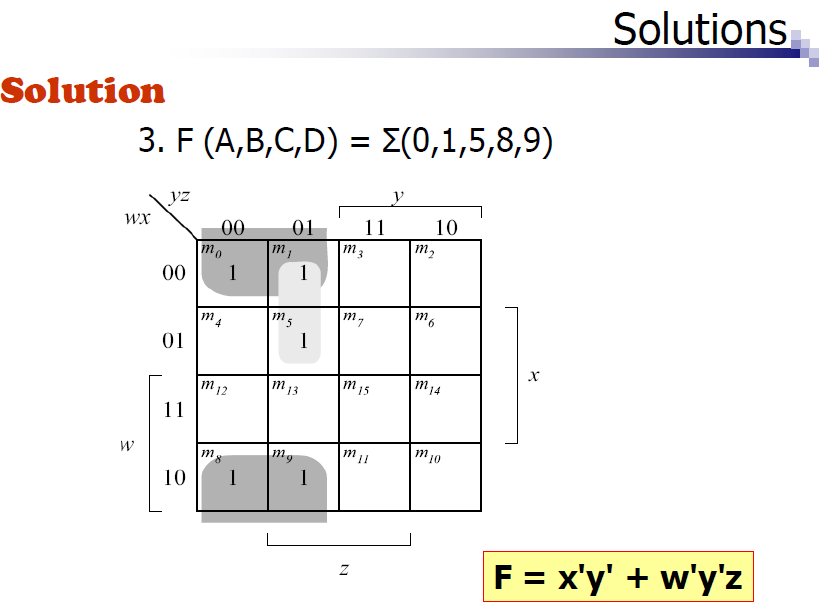 Solutions
Solution
3. F (A,B,C,D) = Σ(0,1,5,8,9)
yz
y
wx
00 01 11 10
m0 m1 m3 m2
00 1 1
m4 m5 m7 m6
01 1
m12 m13 m15 m14
x
11
w
m8 m9 m11 m10
10 1 1
z
F = x'y' + w'y'z